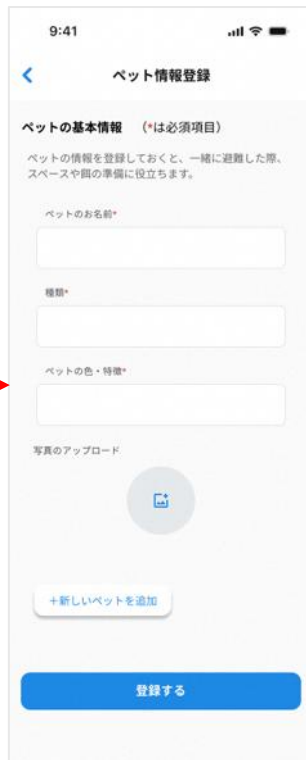 9:41
ペット情報登録
ペットの基本情報 (*は必須項目)
ペットの情報を登録しておくと、一緒に避難した際、
スペースや餌の準備に役立ちます。
ペットのお名前*
種類*
ペットの色・特徴*
写真のアップロード
+新しいペットを追加
登録する